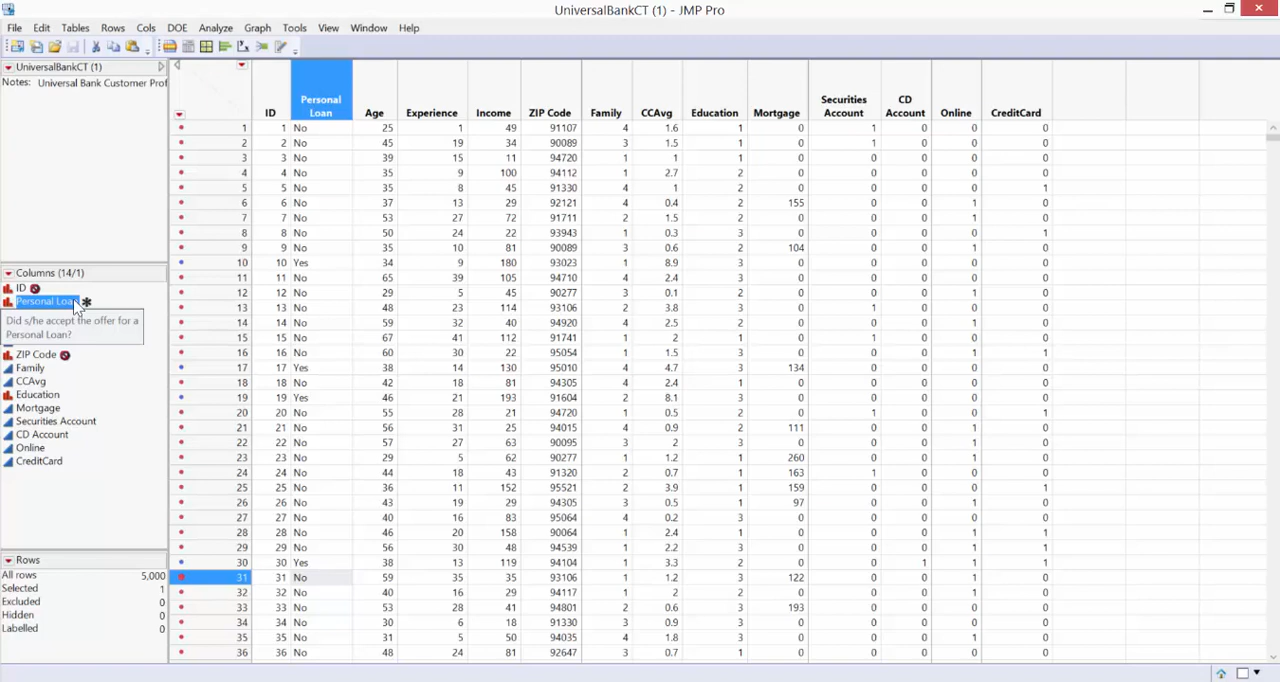 UniversalBankCT (1) - JMP Pro
File Edit Tables Rows Cols DOE Analyze Graph Tools View Window Help
UniversalBankCT (1)
Notes: Universal Bank Customer Prof
Columns (14/1)
ID
Personal Loan
Did s/he accept the offer for a
Personal Loan?
ZIP Code
Family
CCAvg
Education
Mortgage
Securities Account
CD Account
Online
CreditCard
Rows
All rows 5,000
Selected 1
Excluded 0
Hidden 0
Labelled 0
ID Personal Loan Age Experience Income ZIP Code Family CCAvg Education Mortgage Securities Account CD Account Online CreditCard
1 1 No 25 1 49 91107 4 1.6 1 0 1 0 0 0
2 2 No 45 19 34 90089 3 1.5 1 0 1 0 0 0
3 3 No 39 15 11 94720 1 1 1 0 0 0 0 0
4 4 No 35 9 100 94112 1 2.7 2 0 0 0 0 0
5 5 No 35 8 45 91330 4 1 2 0 0 0 0 1
6 6 No 37 13 29 92121 4 0.4 2 155 0 0 1 0
7 7 No 53 27 72 91711 2 1.5 2 0 0 0 1 0
8 8 No 50 24 22 93943 1 0.3 3 0 0 0 0 1
9 9 No 35 10 81 90089 3 0.6 2 104 0 0 1 0
10 10 Yes 34 9 180 93023 1 8.9 3 0 0 0 0 0
11 11 No 65 39 105 94710 4 2.4 3 0 0 0 0 0
12 12 No 29 5 45 90277 3 0.1 2 0 0 0 1 0
13 13 No 48 23 114 93106 2 3.8 3 0 1 0 0 0
14 14 No 59 32 40 94920 4 2.5 2 0 0 0 1 0
15 15 No 67 41 112 91741 1 2 1 0 1 0 0 0
16 16 No 60 30 22 95054 1 1.5 3 0 0 0 1 1
17 17 Yes 38 14 130 95010 4 4.7 3 134 0 0 0 0
18 18 No 42 18 81 94305 4 2.4 1 0 0 0 0 0
19 19 Yes 46 21 193 91604 2 8.1 3 0 0 0 0 0
20 20 No 55 28 21 94720 1 0.5 2 0 1 0 0 1
21 21 No 56 31 25 94015 4 0.9 2 111 0 0 1 0
22 22 No 57 27 63 90095 3 2 3 0 0 0 1 0
23 23 No 29 5 62 90277 1 1.2 1 260 0 0 1 0
24 24 No 44 18 43 91320 2 0.7 1 163 1 0 0 0
25 25 No 36 11 152 95521 2 3.9 1 159 0 0 0 1
26 26 No 43 19 29 94305 3 0.5 1 97 0 0 1 0
27 27 No 40 16 83 95064 4 0.2 3 0 0 0 0 0
28 28 No 46 20 158 90064 1 2.4 1 0 0 0 1 1
29 29 No 56 30 48 94539 1 2.2 3 0 0 0 1 1
30 30 Yes 38 13 119 94104 1 3.3 2 0 0 1 1 1
31 31 No 59 35 35 93106 1 1.2 3 122 0 0 1 0
32 32 No 40 16 29 94117 1 2 2 0 0 0 1 0
33 33 No 53 28 41 94801 2 0.6 3 193 0 0 0 0
34 34 No 30 6 18 91330 3 0.9 3 0 0 0 0 0
35 35 No 31 5 50 94035 4 1.8 3 0 0 0 1 0
36 36 No 48 24 81 92647 3 0.7 1 0 0 0 0 0